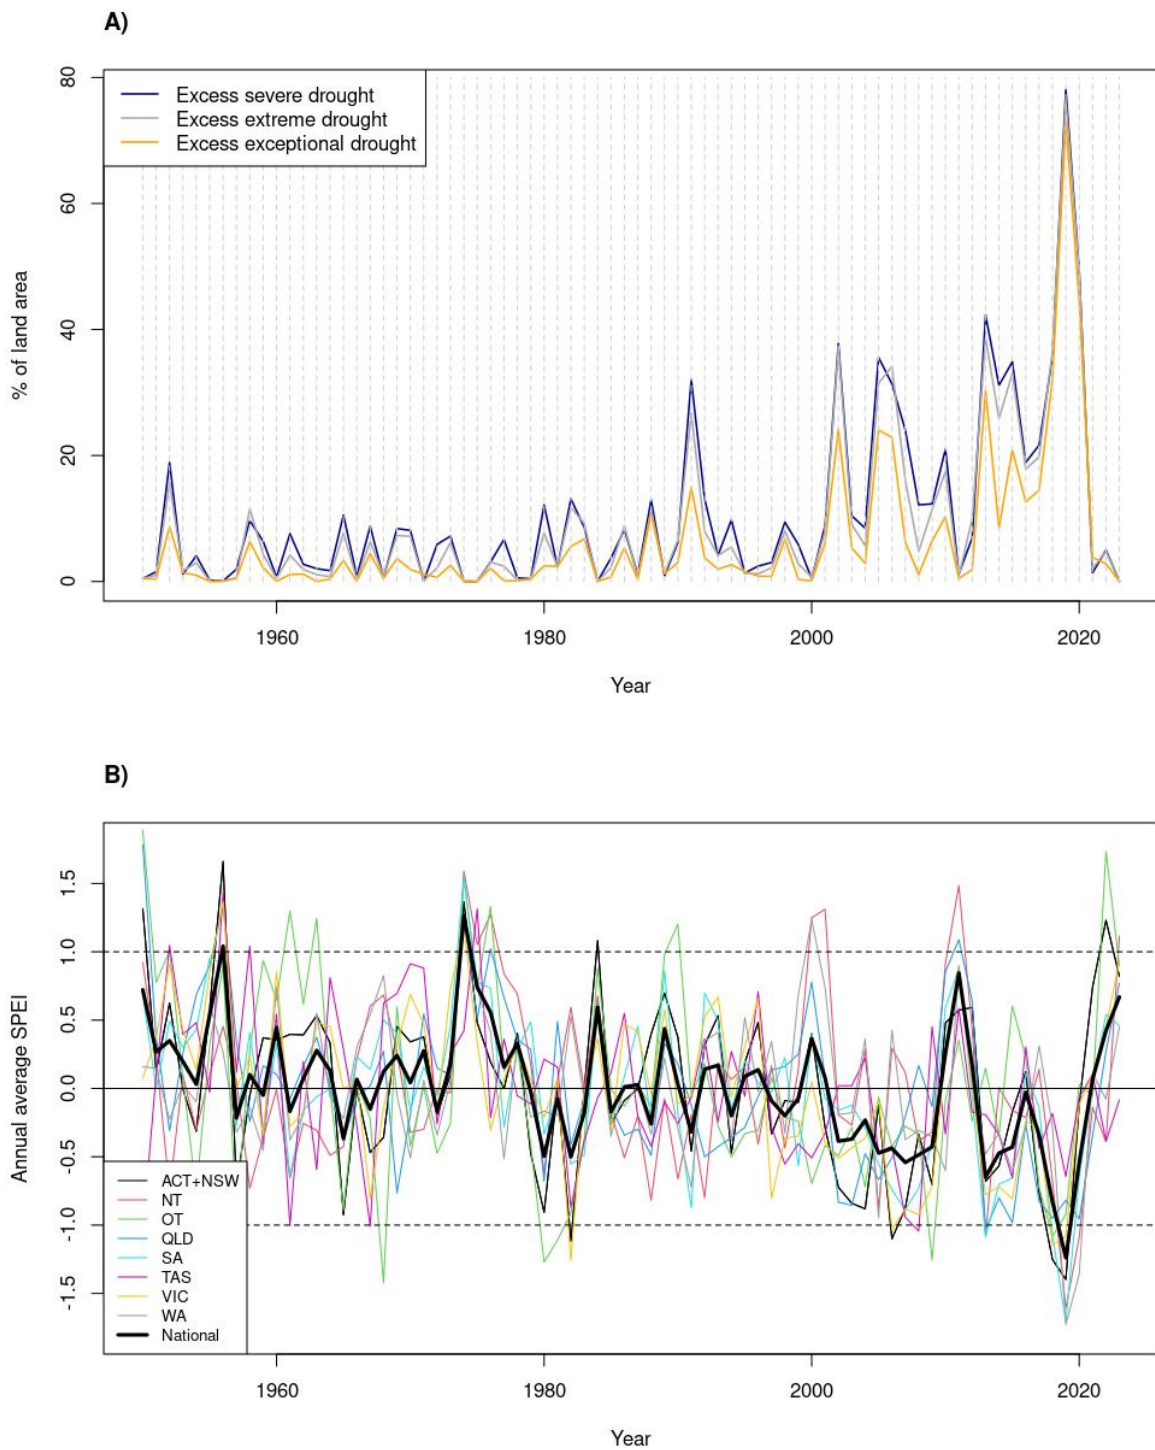 A)
80
60
40
20
0
% of land area
Excess severe drought
Excess extreme drought
Excess exceptional drought
1960 1980 2000 2020
Year
B)
1.5
1.0
0.5
0.0
-0.5
-1.0
-1.5
Annual average SPEI
ACT+NSW
NT
OT
QLD
SA
TAS
VIC
WA
National
1960 1980 2000 2020
Year